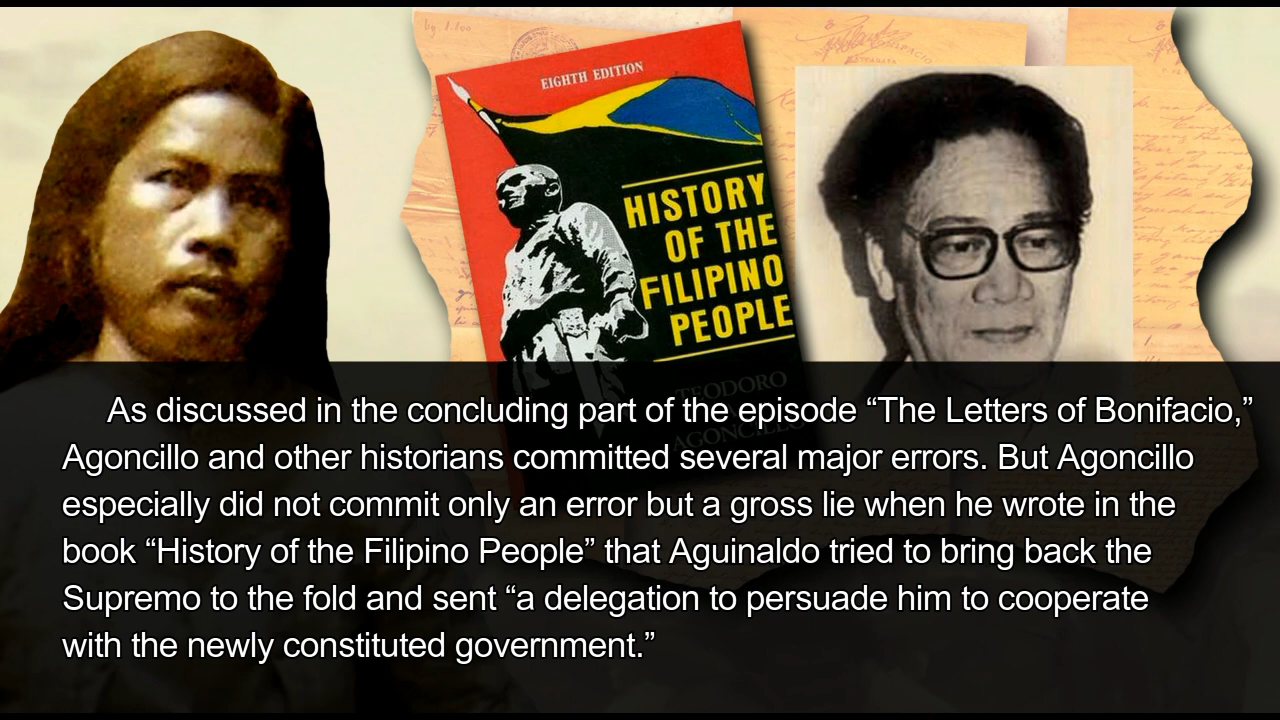 EIGHTH EDITION
HISTORY
OF THE
FILIPINO
PEOPLE
TEODORO
AGONCILLO
As discussed in the concluding part of the episode “The Letters of Bonifacio,”
Agoncillo and other historians committed several major errors. But Agoncillo
especially did not commit only an error but a gross lie when he wrote in the
book “History of the Filipino People” that Aguinaldo tried to bring back the
Supremo to the fold and sent “a delegation to persuade him to cooperate
with the newly constituted government.”